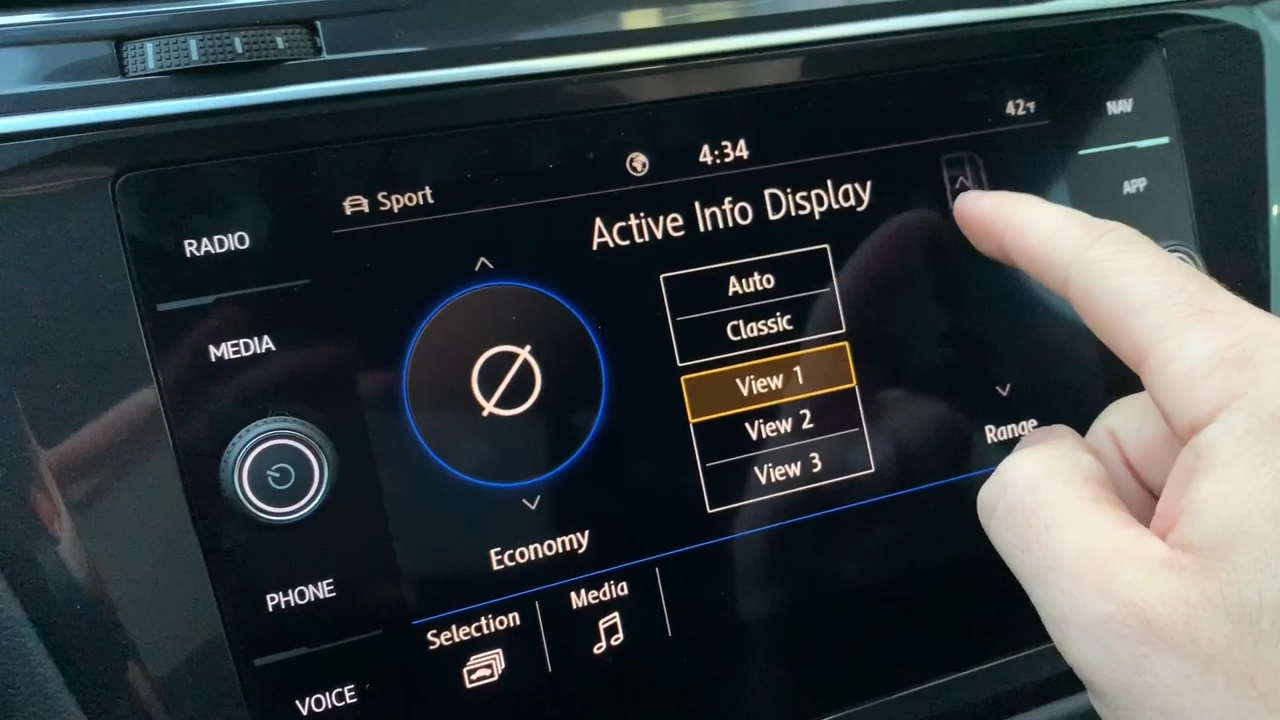 42°F
NAV
4:34
Sport
Active Info Display
APP
RADIO
Auto
Classic
MEDIA
View 1
View 2
View 3
Range
Economy
PHONE
Selection
Media
VOICE